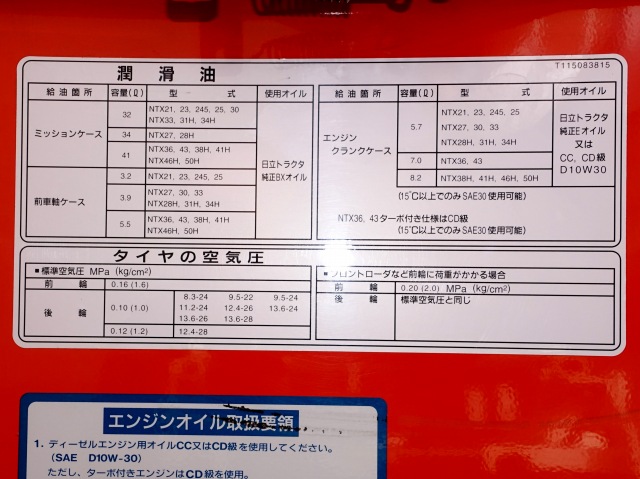 潤滑油
T115083815
給油箇所 容量(ℓ) 型 式 使用オイル
ミッションケース 32 NTX21, 23, 245, 25, 30
NTX33, 31H, 34H
34 NTX27, 28H
41 NTX36, 43, 38H, 41H
NTX46H, 50H
前車軸ケース 3.2 NTX21, 23, 245, 25
3.9 NTX27, 30, 33
NTX28H, 31H, 34H
5.5 NTX36, 43, 38H, 41H
NTX46H, 50H
日立トラクタ
純正BXオイル
給油箇所 容量(ℓ) 型 式 使用オイル
エンジン
クランクケース
5.7 NTX21, 23, 245, 25
NTX27, 30, 33
NTX28H, 31H, 34H
7.0 NTX36, 43
8.2 NTX38H, 41H, 46H, 50H
日立トラクタ
純正Eオイル
又は
CC, CD級
D10W30
(15℃以上でのみSAE30使用可能)
NTX36, 43ターボ付き仕様はCD級
(15℃以上でのみSAE30使用可能)
タイヤの空気圧
■標準空気圧 MPa (kg/cm²)
前 輪 0.16 (1.6)
後 輪 0.10 (1.0) 8.3-24 9.5-22 9.5-24
11.2-24 12.4-26 13.6-24
13.6-26 13.6-28
0.12 (1.2) 12.4-28
■フロントローダなど前輪に荷重がかかる場合
前 輪 0.20 (2.0) MPa (kg/cm²)
後 輪 標準空気圧と同じ
エンジンオイル取扱要領
1. ディーゼルエンジン用オイルCC又はCD級を使用してください。
(SAE D10W-30)
ただし、ターボ付きエンジンはCD級を使用。